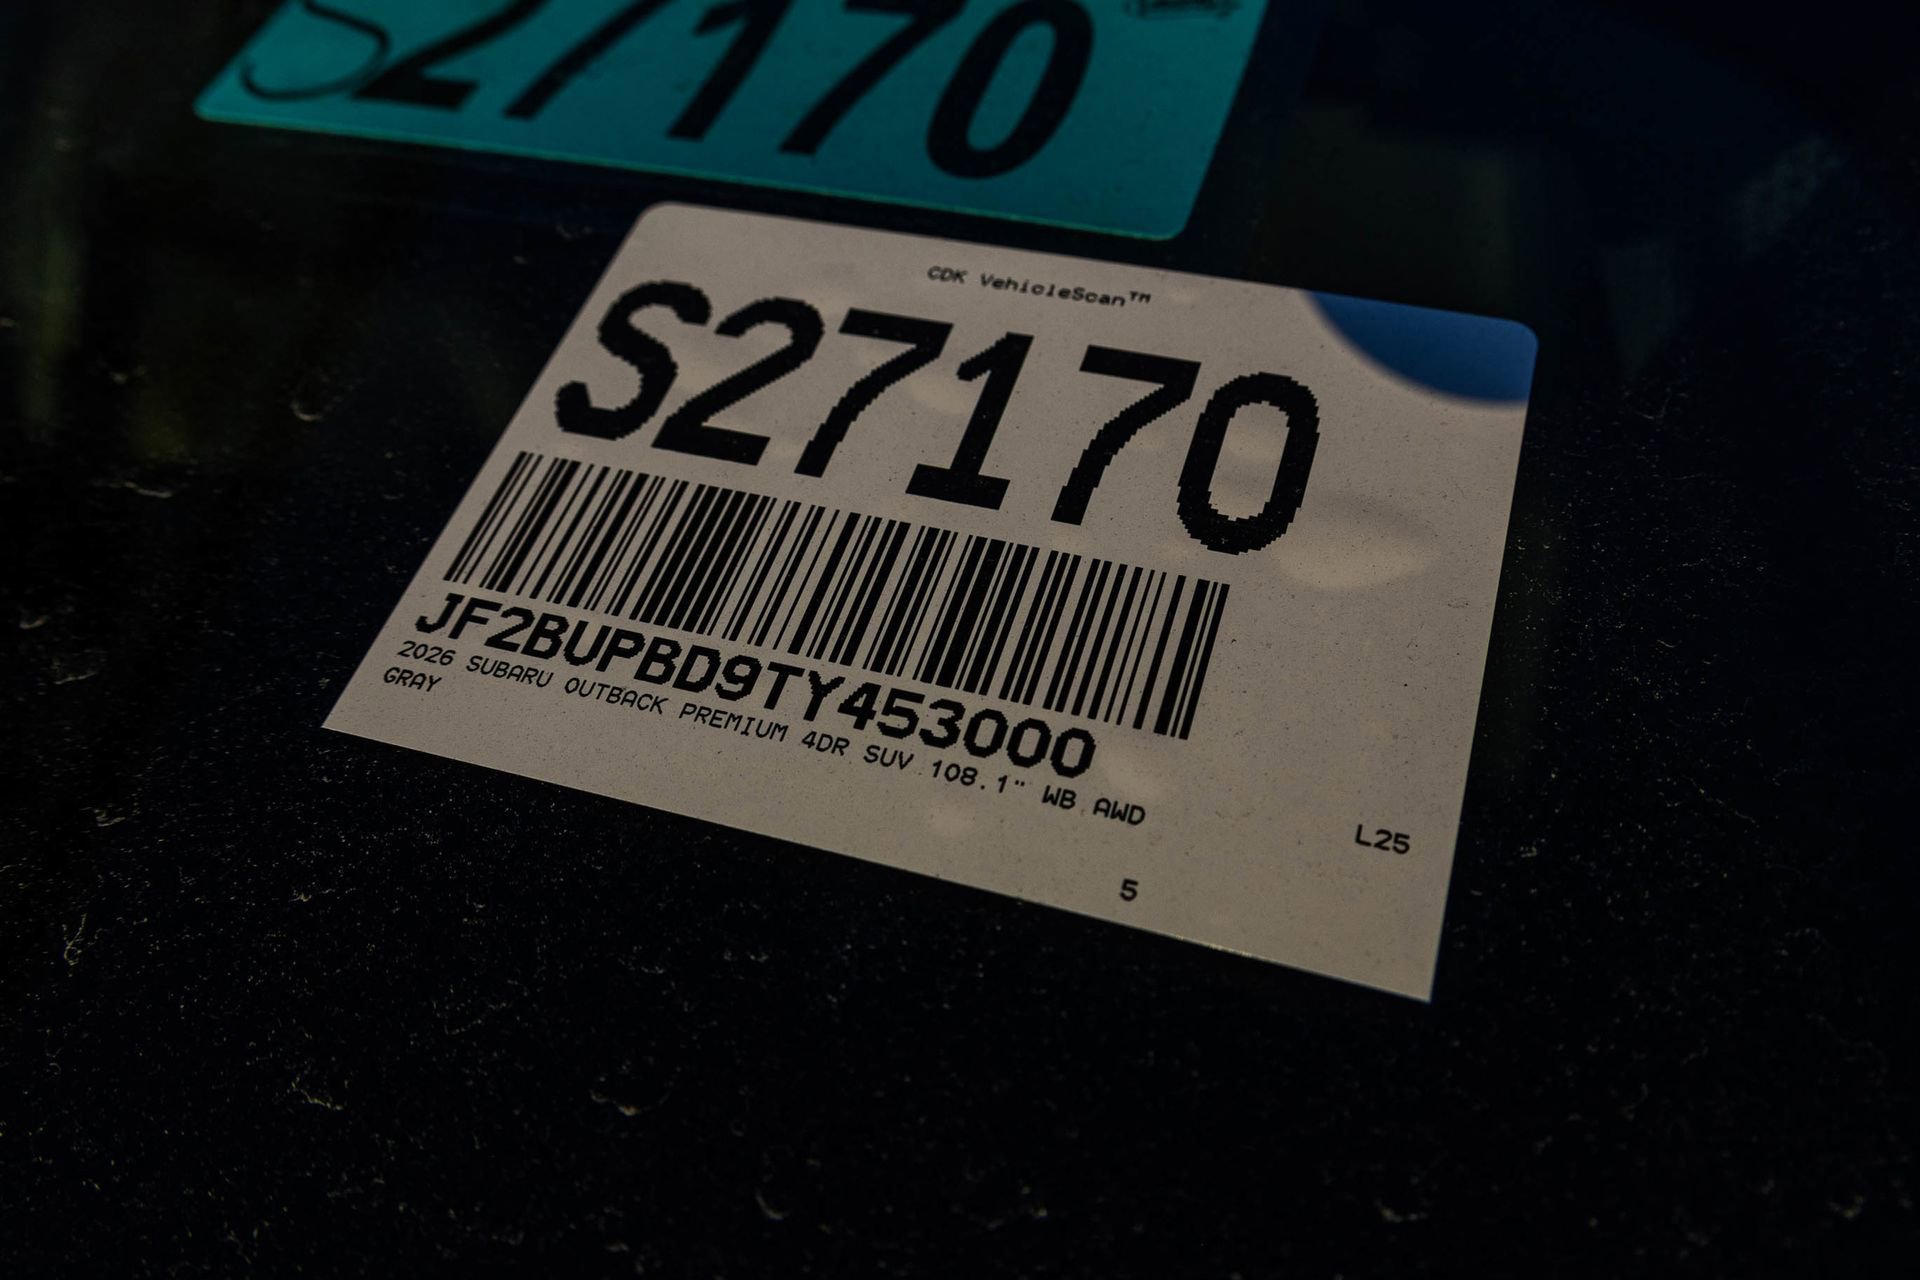 S27170
CDK VehicleScan™
S27170
JF2BUPBD9TY453000
2026 SUBARU OUTBACK PREMIUM 4DR SUV 108.1" WB AWD
GRAY
L25
5